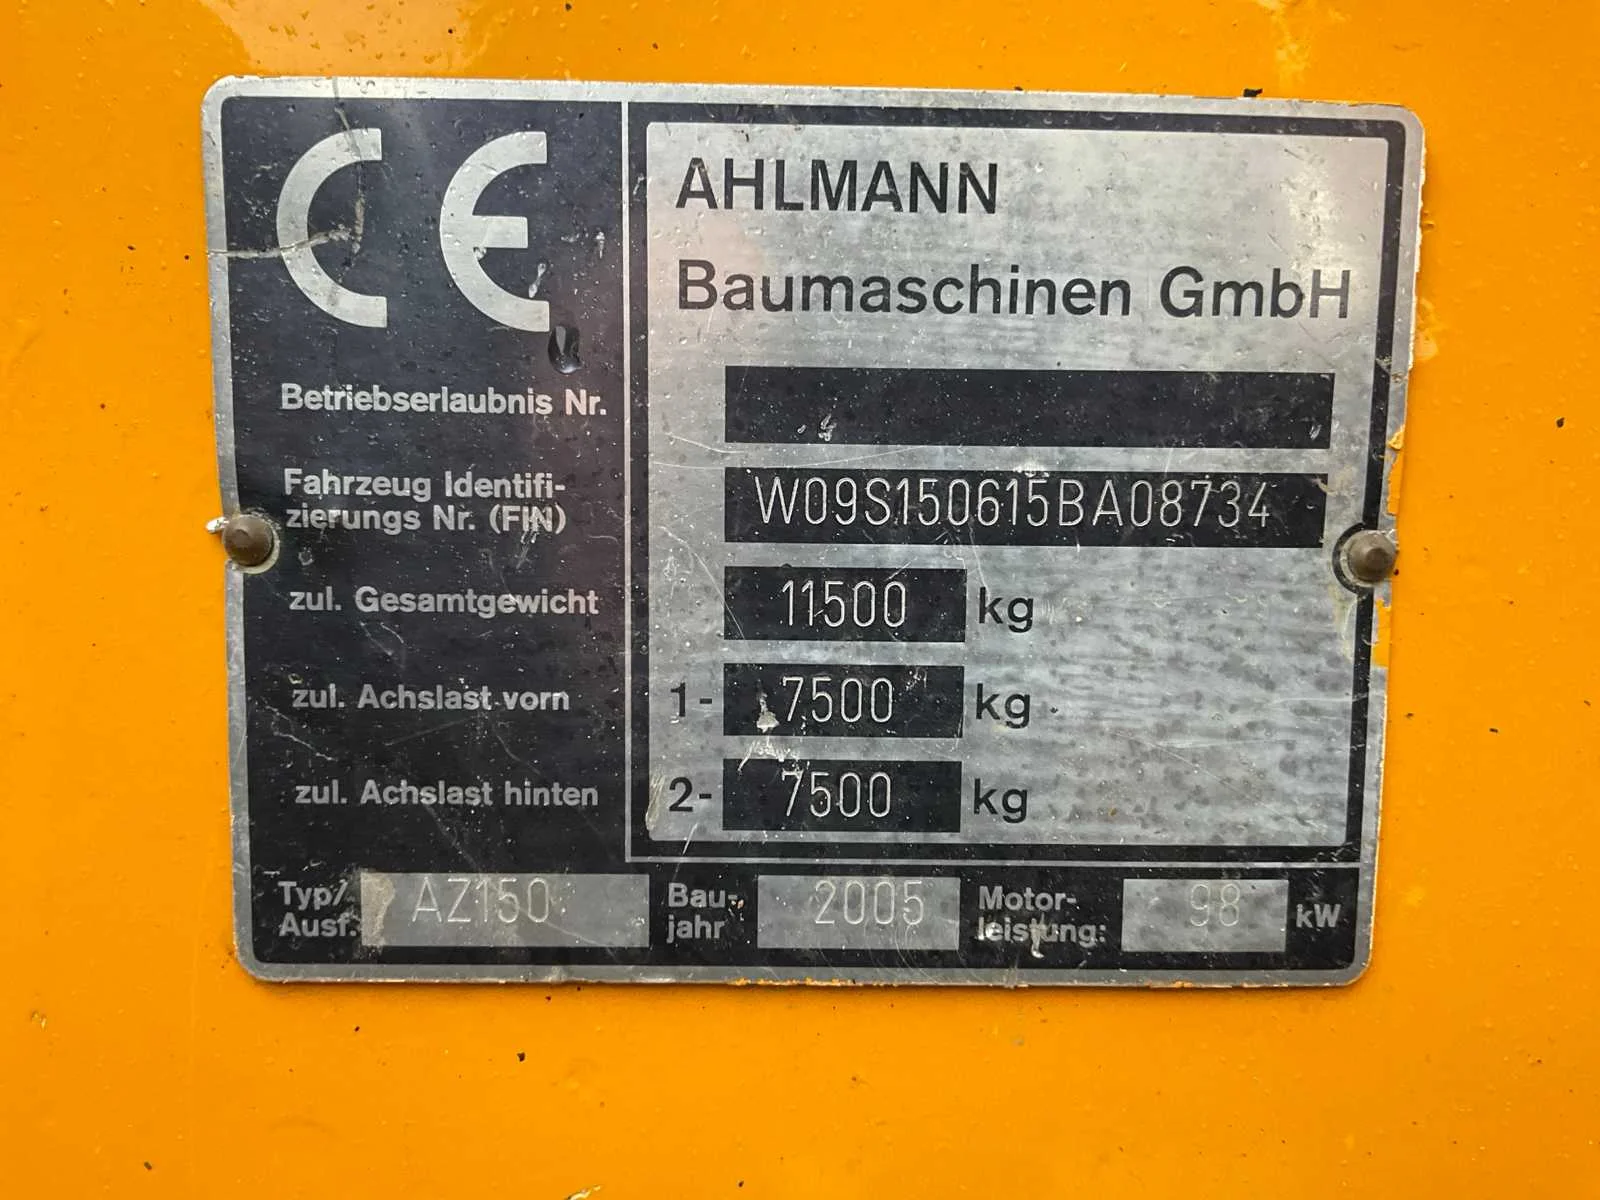 CE
AHLMANN
Baumaschinen GmbH
Betriebserlaubnis Nr.
Fahrzeug Identifi-
zierungs Nr. (FIN) W09S150615BA08734
zul. Gesamtgewicht 11500 kg
zul. Achslast vorn 1- 7500 kg
zul. Achslast hinten 2- 7500 kg
Typ/
Ausf. AZ150
Bau-
jahr 2005
Motor-
leistung: 98 kW